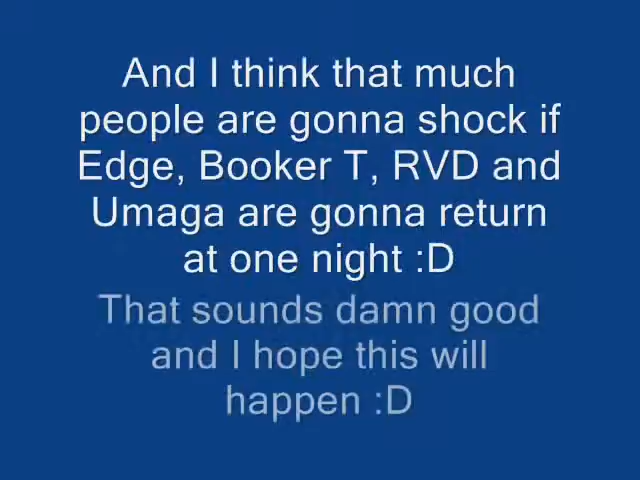 And I think that much
people are gonna shock if
Edge, Booker T, RVD and
Umaga are gonna return
at one night :D
That sounds damn good
and I hope this will
happen :D